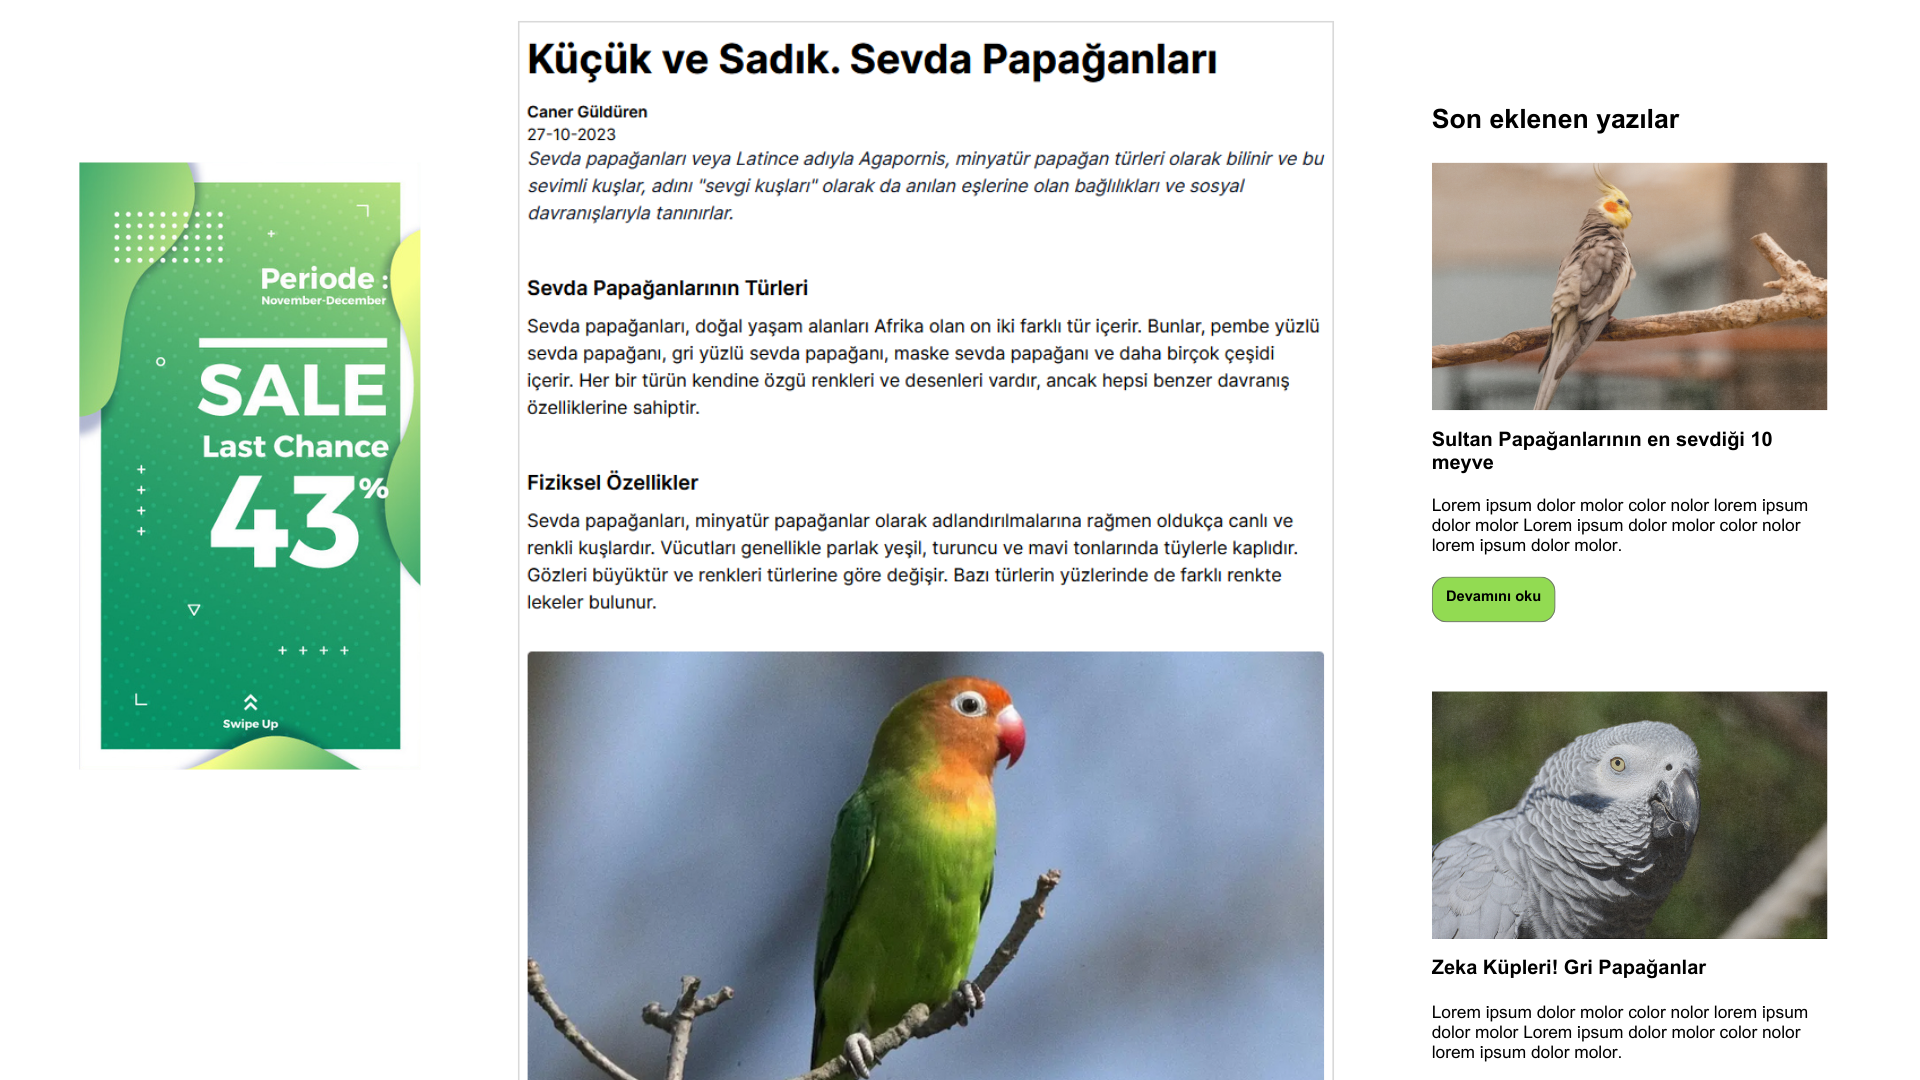 Küçük ve Sadık. Sevda Papağanları
Caner Güldüren
27-10-2023
Sevda papağanları veya Latince adıyla Agapornis, minyatür papağan türleri olarak bilinir ve bu
sevimli kuşlar, adını "sevgi kuşları" olarak da anılan eşlerine olan bağlılıkları ve sosyal
davranışlarıyla tanınırlar.
Sevda Papağanlarının Türleri
Sevda papağanları, doğal yaşam alanları Afrika olan on iki farklı tür içerir. Bunlar, pembe yüzlü
sevda papağanı, gri yüzlü sevda papağanı, maske sevda papağanı ve daha birçok çeşidi
içerir. Her bir türün kendine özgü renkleri ve desenleri vardır, ancak hepsi benzer davranış
özelliklerine sahiptir.
Fiziksel Özellikler
Sevda papağanları, minyatür papağanlar olarak adlandırılmalarına rağmen oldukça canlı ve
renkli kuşlardır. Vücutları genellikle parlak yeşil, turuncu ve mavi tonlarında tüylerle kaplıdır.
Gözleri büyüktür ve renkleri türlerine göre değişir. Bazı türlerin yüzlerinde de farklı renkte
lekeler bulunur.
Periode :
November-December
SALE
Last Chance
43%
Swipe Up
Son eklenen yazılar
Sultan Papağanlarının en sevdiği 10
meyve
Lorem ipsum dolor molor color nolor lorem ipsum
dolor molor Lorem ipsum dolor molor color nolor
lorem ipsum dolor molor.
Devamını oku
Zeka Küpleri! Gri Papağanlar
Lorem ipsum dolor molor color nolor lorem ipsum
dolor molor Lorem ipsum dolor molor color nolor
lorem ipsum dolor molor.